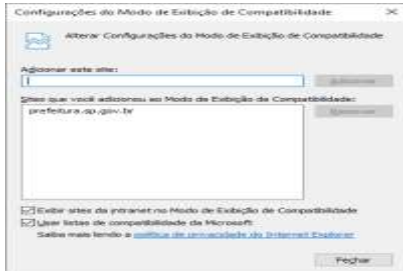 Configurações do Modo de Exibição de Compatibilidade
Alterar Configurações do Modo de Exibição de Compatibilidade
Adicionar este site:
Adicionar
Sites que você adicionou ao Modo de Exibição de Compatibilidade:
prefeitura.sp.gov.br
Remover
Exibir sites da intranet no Modo de Exibição de Compatibilidade
Usar listas de compatibilidade da Microsoft
Saiba mais lendo a política de privacidade do Internet Explorer
Fechar